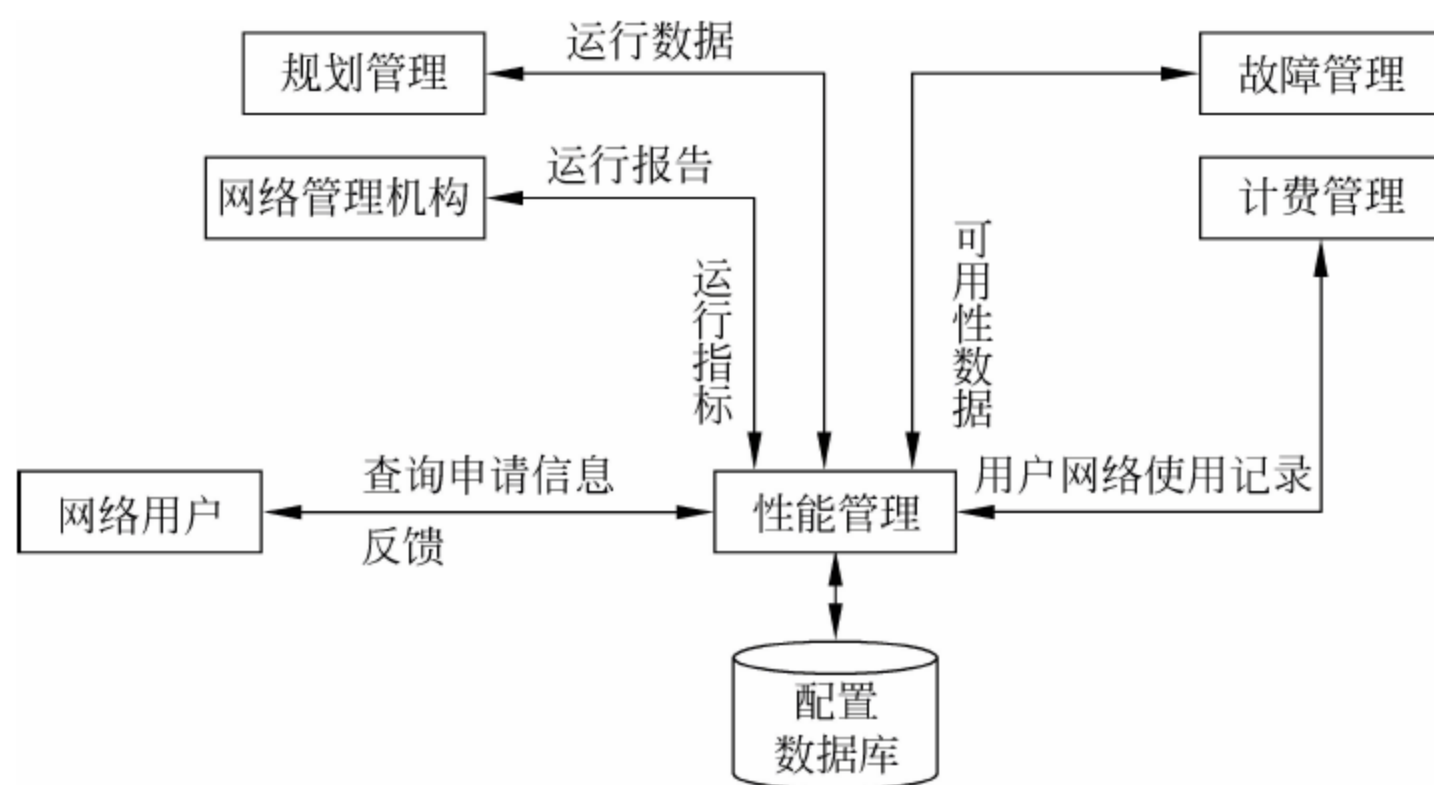 运行数据
规划管理
故障管理
运行报告
网络管理机构
计费管理
运行指标
可用性数据
查询申请信息
用户网络使用记录
网络用户
性能管理
反馈
配置
数据库